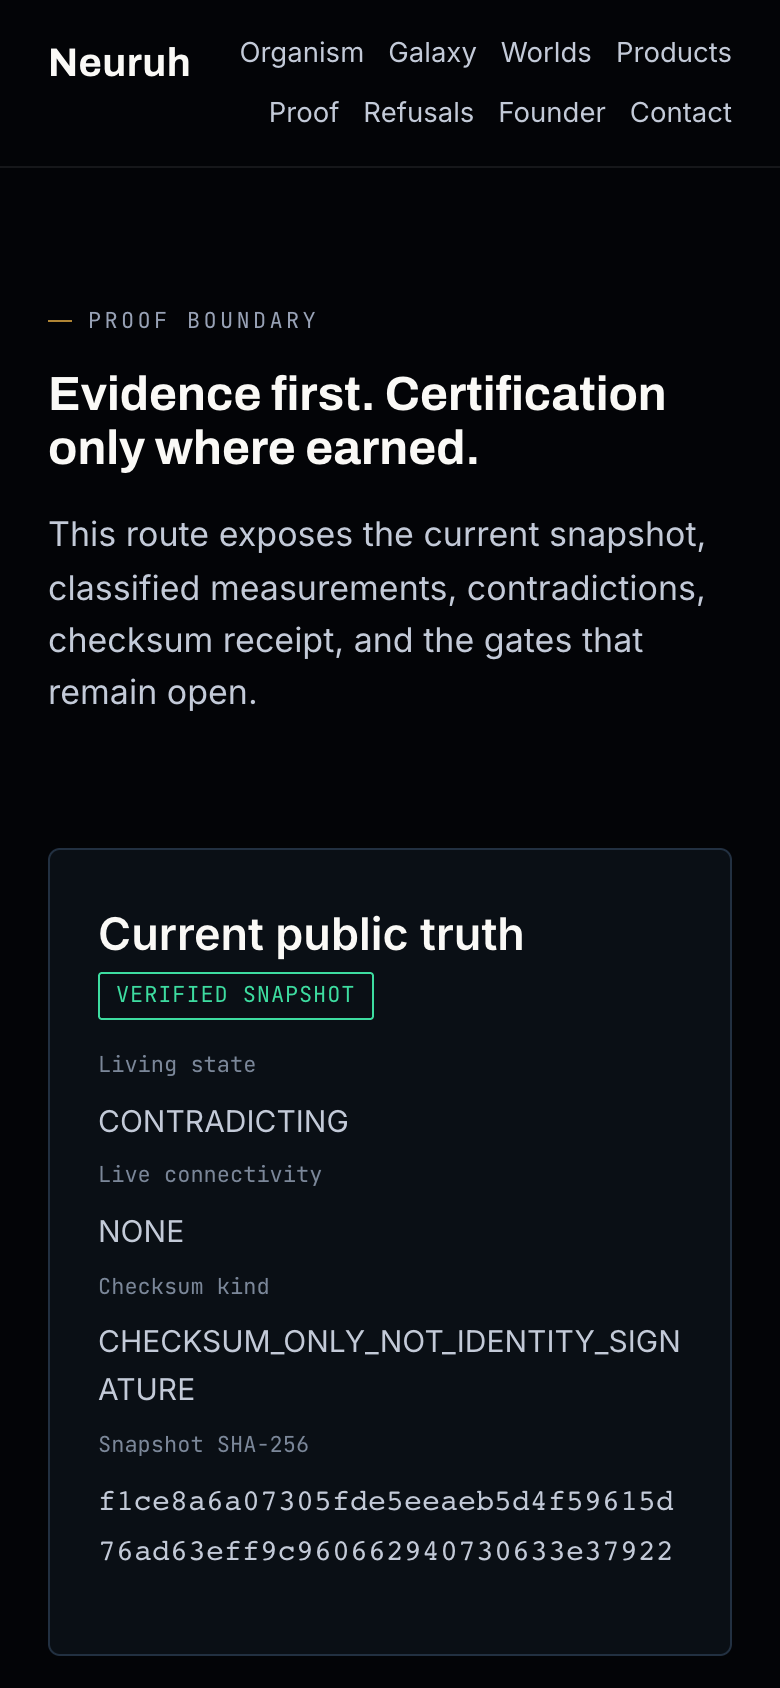 Neuruh
Organism Galaxy Worlds Products
Proof Refusals Founder Contact
— PROOF BOUNDARY
Evidence first. Certification
only where earned.
This route exposes the current snapshot,
classified measurements, contradictions,
checksum receipt, and the gates that
remain open.
Current public truth
VERIFIED SNAPSHOT
Living state
CONTRADICTING
Live connectivity
NONE
Checksum kind
CHECKSUM_ONLY_NOT_IDENTITY_SIGN
ATURE
Snapshot SHA-256
f1ce8a6a07305fde5eeaeb5d4f59615d
76ad63eff9c960662940730633e37922